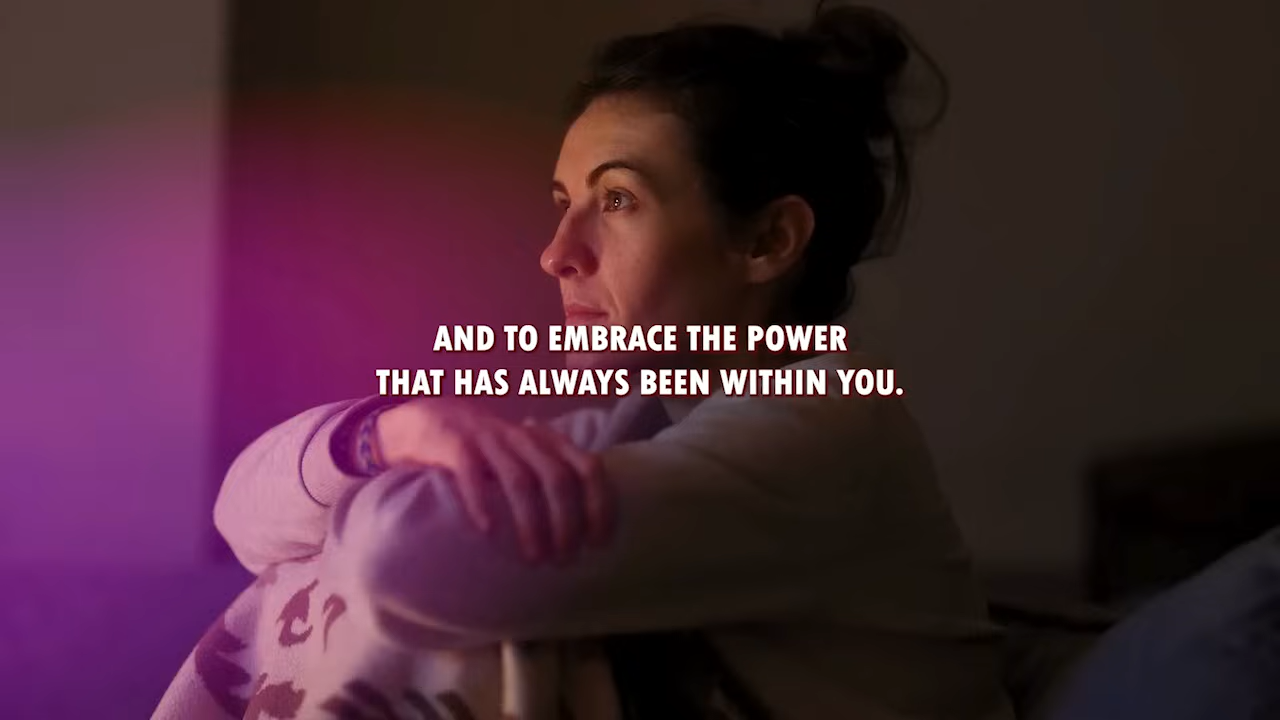 AND TO EMBRACE THE POWER
THAT HAS ALWAYS BEEN WITHIN YOU.